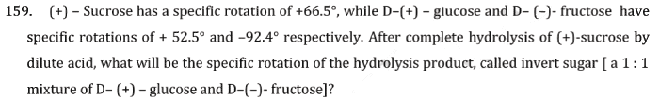 159. (+) – Sucrose has a specific rotation of +66.5°, while D–(+) – glucose and D– (–)- fructose have
specific rotations of + 52.5° and –92.4° respectively. After complete hydrolysis of (+)-sucrose by
dilute acid, what will be the specific rotation of the hydrolysis product, called invert sugar [ a 1 : 1
mixture of D– (+) – glucose and D–(–)- fructose]?